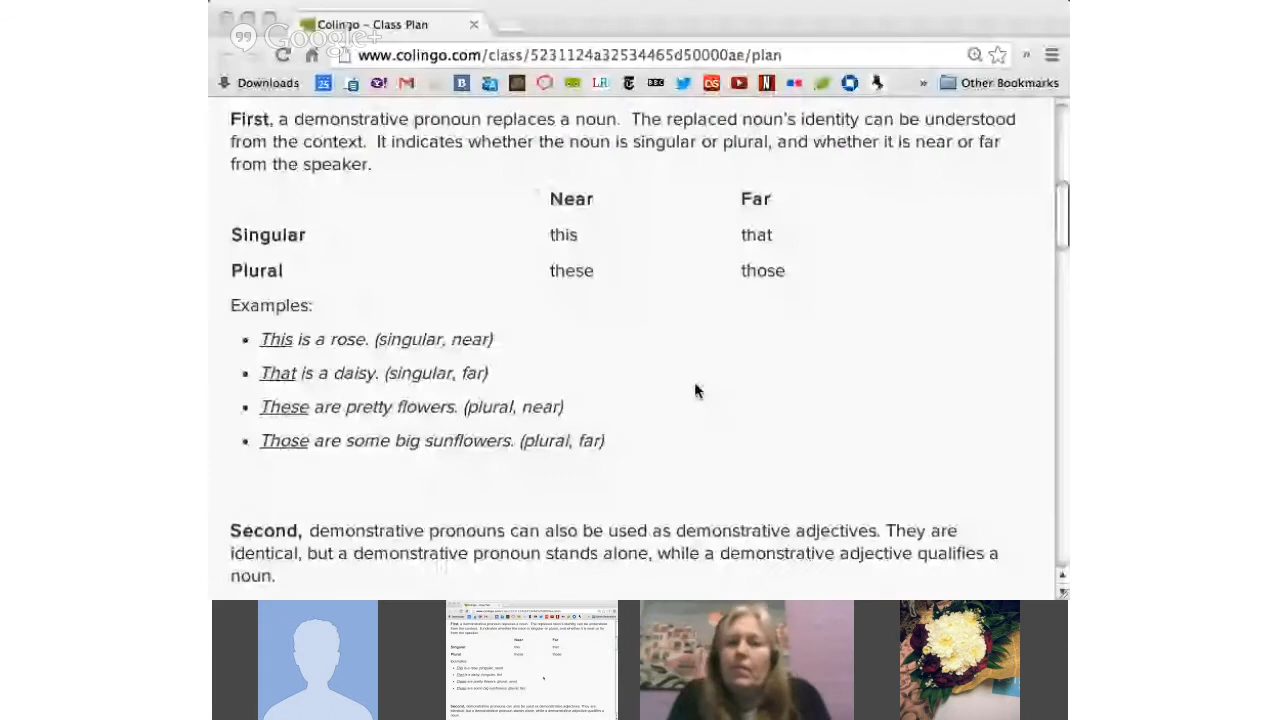 Colingo – Class Plan
Google+
www.colingo.com/class/5231124a32534465d50000ae/plan
Downloads
Other Bookmarks
First, a demonstrative pronoun replaces a noun. The replaced noun's identity can be understood
from the context. It indicates whether the noun is singular or plural, and whether it is near or far
from the speaker.
Near Far
Singular this that
Plural these those
Examples:
• This is a rose. (singular, near)
• That is a daisy. (singular, far)
• These are pretty flowers. (plural, near)
• Those are some big sunflowers. (plural, far)
Second, demonstrative pronouns can also be used as demonstrative adjectives. They are
identical, but a demonstrative pronoun stands alone, while a demonstrative adjective qualifies a
noun.